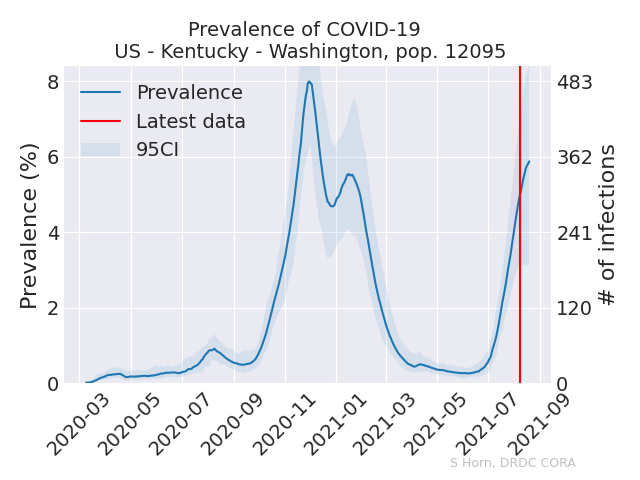 Prevalence of COVID-19
US - Kentucky - Washington, pop. 12095
Prevalence
Latest data
95CI
Prevalence (%)
8
6
4
2
0
# of infections
483
362
241
120
0
2020-03
2020-05
2020-07
2020-09
2020-11
2021-01
2021-03
2021-05
2021-07
2021-09
S Horn, DRDC CORA